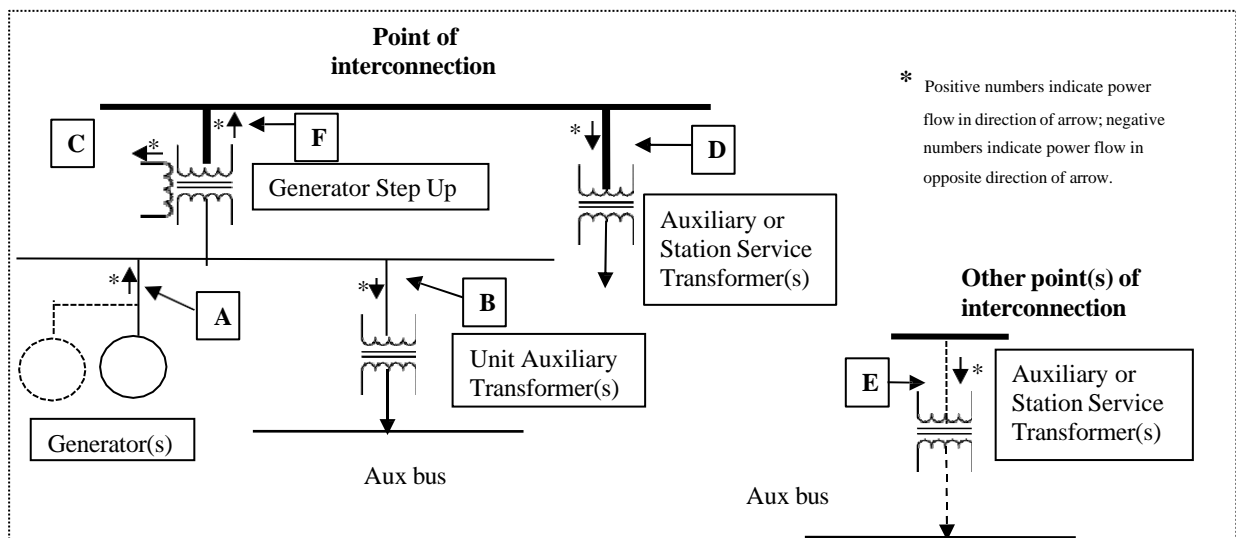 Point of
interconnection
* Positive numbers indicate power
flow in direction of arrow; negative
numbers indicate power flow in
opposite direction of arrow.
C
*
*
F
*
D
Generator Step Up
Auxiliary or
Station Service
Transformer(s)
*
A
*
B
Other point(s) of
interconnection
Unit Auxiliary
Transformer(s)
E
*
Auxiliary or
Station Service
Transformer(s)
Generator(s)
Aux bus
Aux bus